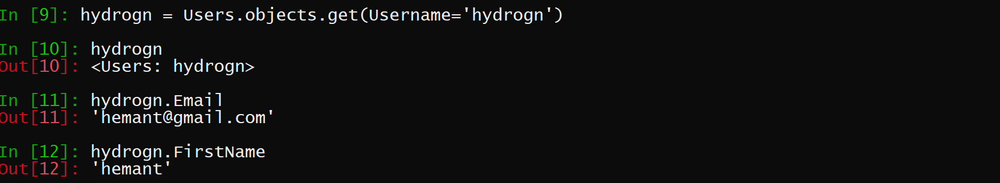 In [9]: hydrogn = Users.objects.get(Username='hydrogn')
In [10]: hydrogn
Out[10]: <Users: hydrogn>
In [11]: hydrogn.Email
Out[11]: 'hemant@gmail.com'
In [12]: hydrogn.FirstName
Out[12]: 'hemant'